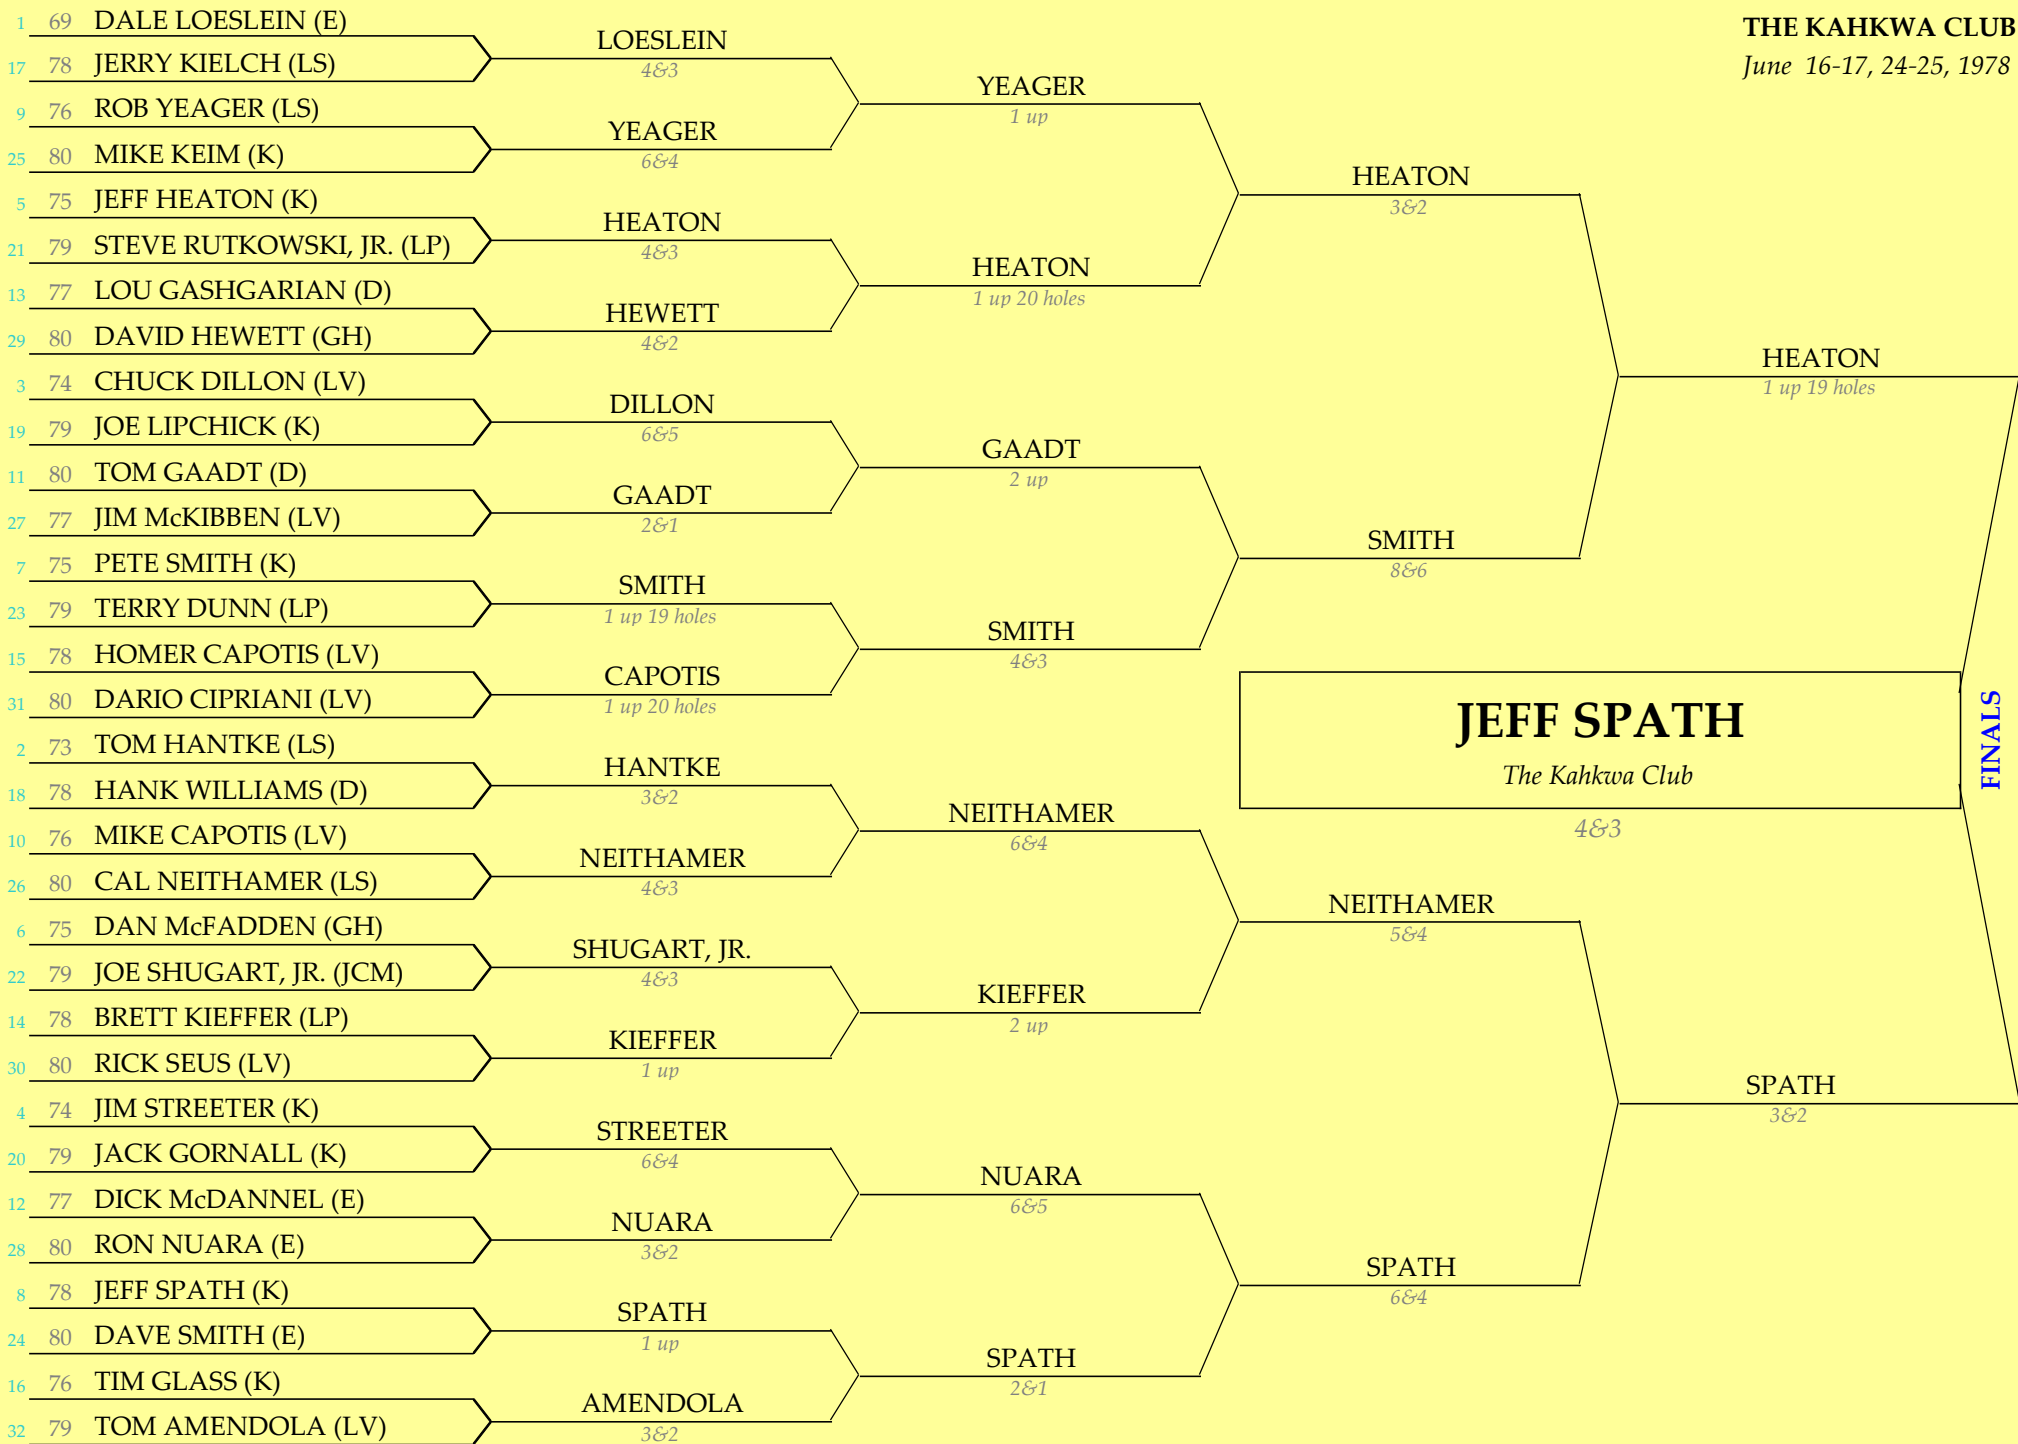 THE KAHKWA CLUB
June 16-17, 24-25, 1978
1 69 DALE LOESLEIN (E)
17 78 JERRY KIELCH (LS)
9 76 ROB YEAGER (LS)
25 80 MIKE KEIM (K)
5 75 JEFF HEATON (K)
21 79 STEVE RUTKOWSKI, JR. (LP)
13 77 LOU GASHGARIAN (D)
29 80 DAVID HEWETT (GH)
3 74 CHUCK DILLON (LV)
19 79 JOE LIPCHICK (K)
11 80 TOM GAADT (D)
27 77 JIM McKIBBEN (LV)
7 75 PETE SMITH (K)
23 79 TERRY DUNN (LP)
15 78 HOMER CAPOTIS (LV)
31 80 DARIO CIPRIANI (LV)
2 73 TOM HANTKE (LS)
18 78 HANK WILLIAMS (D)
10 76 MIKE CAPOTIS (LV)
26 80 CAL NEITHAMER (LS)
6 75 DAN McFADDEN (GH)
22 79 JOE SHUGART, JR. (JCM)
14 78 BRETT KIEFFER (LP)
30 80 RICK SEUS (LV)
4 74 JIM STREETER (K)
20 79 JACK GORNALL (K)
12 77 DICK McDANNEL (E)
28 80 RON NUARA (E)
8 78 JEFF SPATH (K)
24 80 DAVE SMITH (E)
16 76 TIM GLASS (K)
32 79 TOM AMENDOLA (LV)
LOESLEIN
4&3
YEAGER
6&4
HEATON
4&3
HEWETT
4&2
DILLON
6&5
GAADT
2&1
SMITH
1 up 19 holes
CAPOTIS
1 up 20 holes
HANTKE
3&2
NEITHAMER
4&3
SHUGART, JR.
4&3
KIEFFER
1 up
STREETER
6&4
NUARA
3&2
SPATH
1 up
AMENDOLA
3&2
YEAGER
1 up
HEATON
1 up 20 holes
GAADT
2 up
SMITH
4&3
NEITHAMER
6&4
KIEFFER
2 up
NUARA
6&5
SPATH
2&1
HEATON
3&2
SMITH
8&6
NEITHAMER
5&4
SPATH
6&4
HEATON
1 up 19 holes
SPATH
3&2
JEFF SPATH
The Kahkwa Club
4&3
FINALS